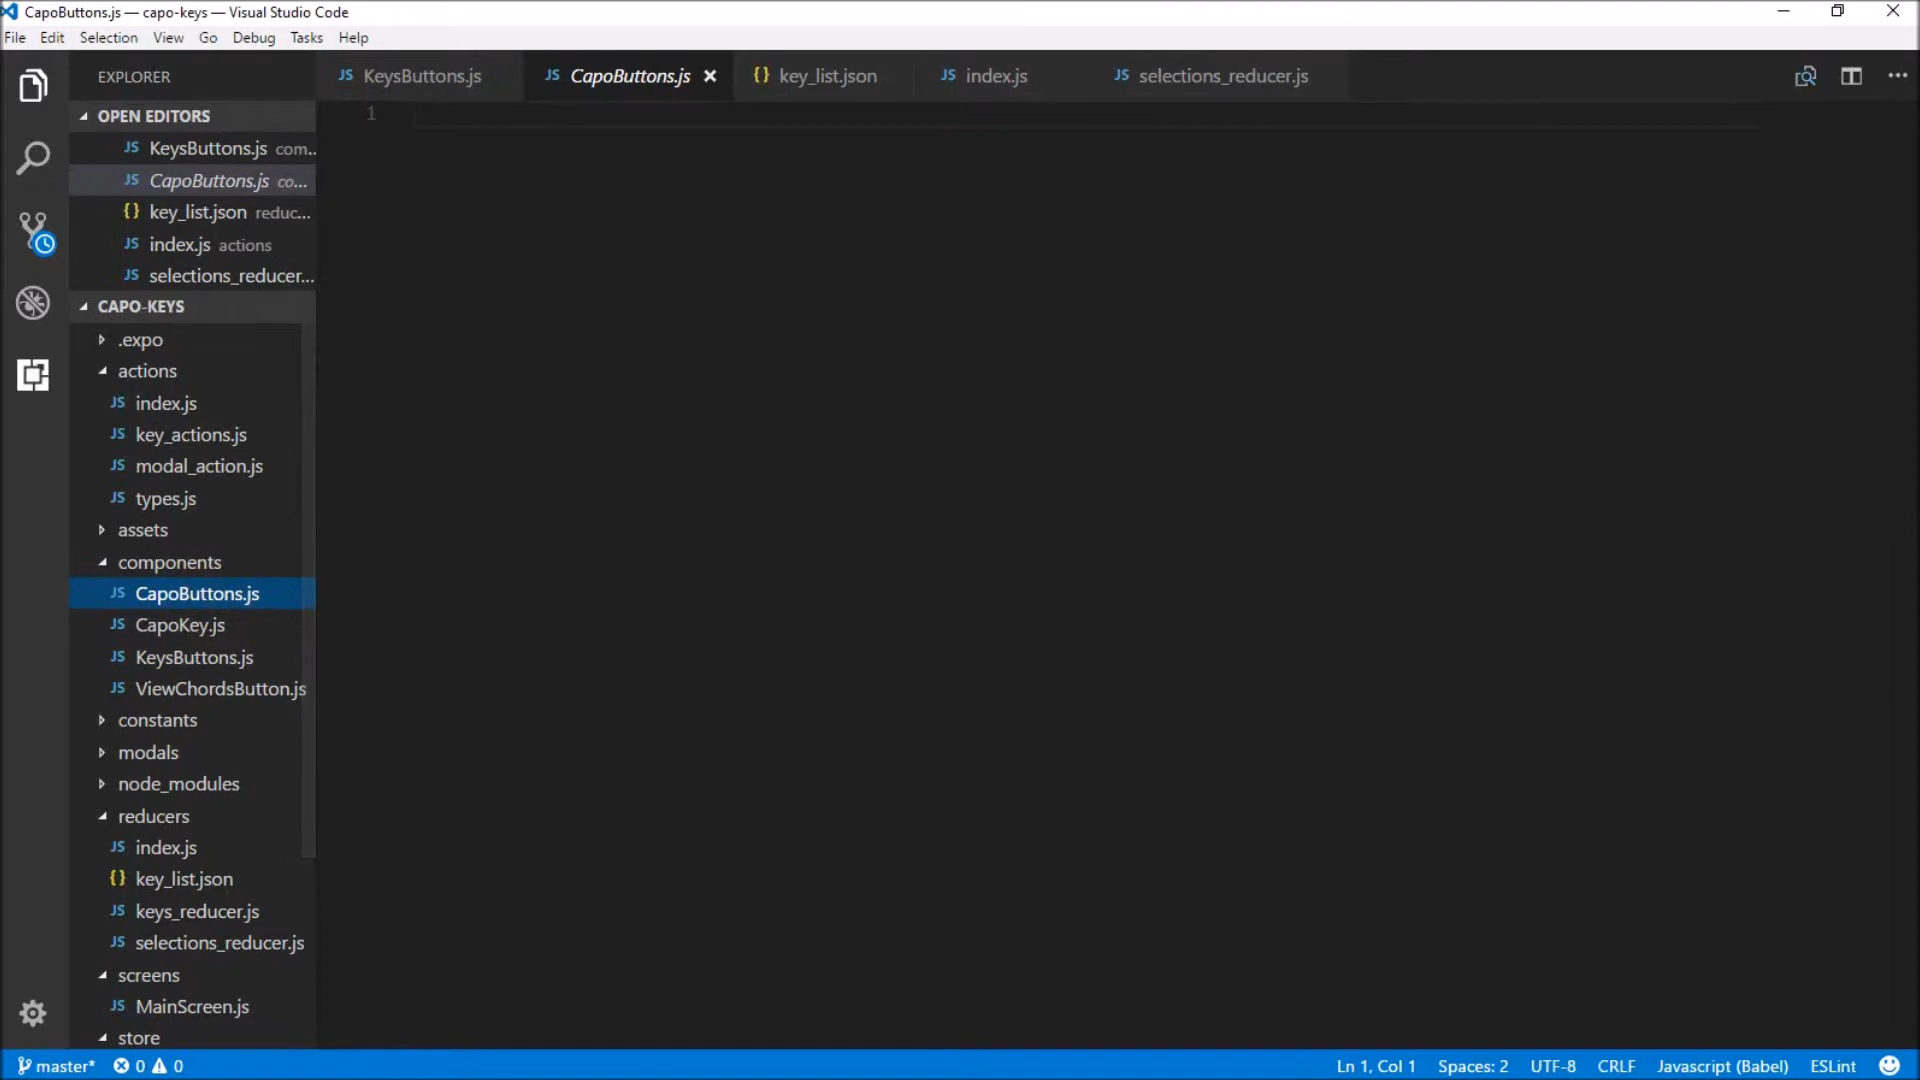 CapoButtons.js — capo-keys — Visual Studio Code
File Edit Selection View Go Debug Tasks Help
EXPLORER
JS KeysButtons.js JS CapoButtons.js {} key_list.json JS index.js JS selections_reducer.js
OPEN EDITORS
JS KeysButtons.js com...
JS CapoButtons.js co...
{} key_list.json reduc...
JS index.js actions
JS selections_reducer...
CAPO-KEYS
.expo
actions
JS index.js
JS key_actions.js
JS modal_action.js
JS types.js
assets
components
JS CapoButtons.js
JS CapoKey.js
JS KeysButtons.js
JS ViewChordsButton.js
constants
modals
node_modules
reducers
JS index.js
{} key_list.json
JS keys_reducer.js
JS selections_reducer.js
screens
JS MainScreen.js
store
1
master* 0 0 Ln 1, Col 1 Spaces: 2 UTF-8 CRLF Javascript (Babel) ESLint